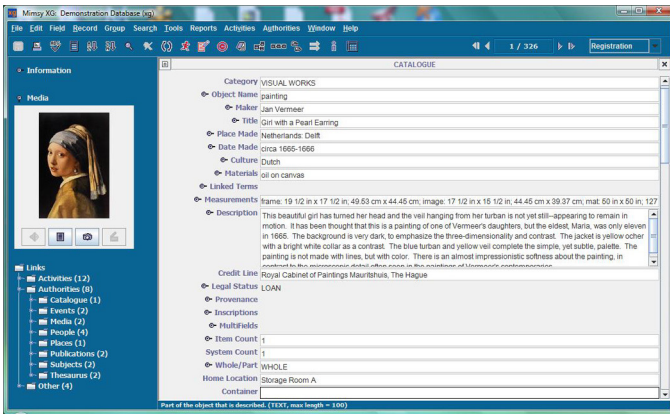 Mimsy XG: Demonstration Database (xg)
File Edit Field Record Group Search Tools Reports Activities Authorities Window Help
1 / 326 Registration
Information
Media
Links
Activities (12)
Authorities (8)
Catalogue (1)
Events (2)
Media (2)
People (4)
Places (1)
Publications (2)
Subjects (2)
Thesaurus (2)
Other (4)
CATALOGUE
Category VISUAL WORKS
Object Name painting
Maker Jan Vermeer
Title Girl with a Pearl Earring
Place Made Netherlands: Delft
Date Made circa 1665-1666
Culture Dutch
Materials oil on canvas
Linked Terms
Measurements frame: 19 1/2 in x 17 1/2 in; 49.53 cm x 44.45 cm; image: 17 1/2 in x 15 1/2 in; 44.45 cm x 39.37 cm; mat: 50 in x 50 in; 127
Description This beautiful girl has turned her head and the veil hanging from her turban is not yet still--appearing to remain in
motion. It has been thought that this is a painting of one of Vermeer's daughters, but the eldest, Maria, was only eleven
in 1665. The background is very dark, to emphasize the three-dimensionality and contrast. The jacket is yellow ocher
with a bright white collar as a contrast. The blue turban and yellow veil complete the simple, yet subtle, palette. The
painting is not made with lines, but with color. There is an almost impressionistic softness about the painting, in
contrast to the microscopic detail often seen in the paintings of Vermeer's contemporaries.
Credit Line Royal Cabinet of Paintings Mauritshuis, The Hague
Legal Status LOAN
Provenance
Inscriptions
MultiFields
Item Count 1
System Count 1
Whole/Part WHOLE
Home Location Storage Room A
Container
Part of the object that is described. (TEXT, max length = 100)